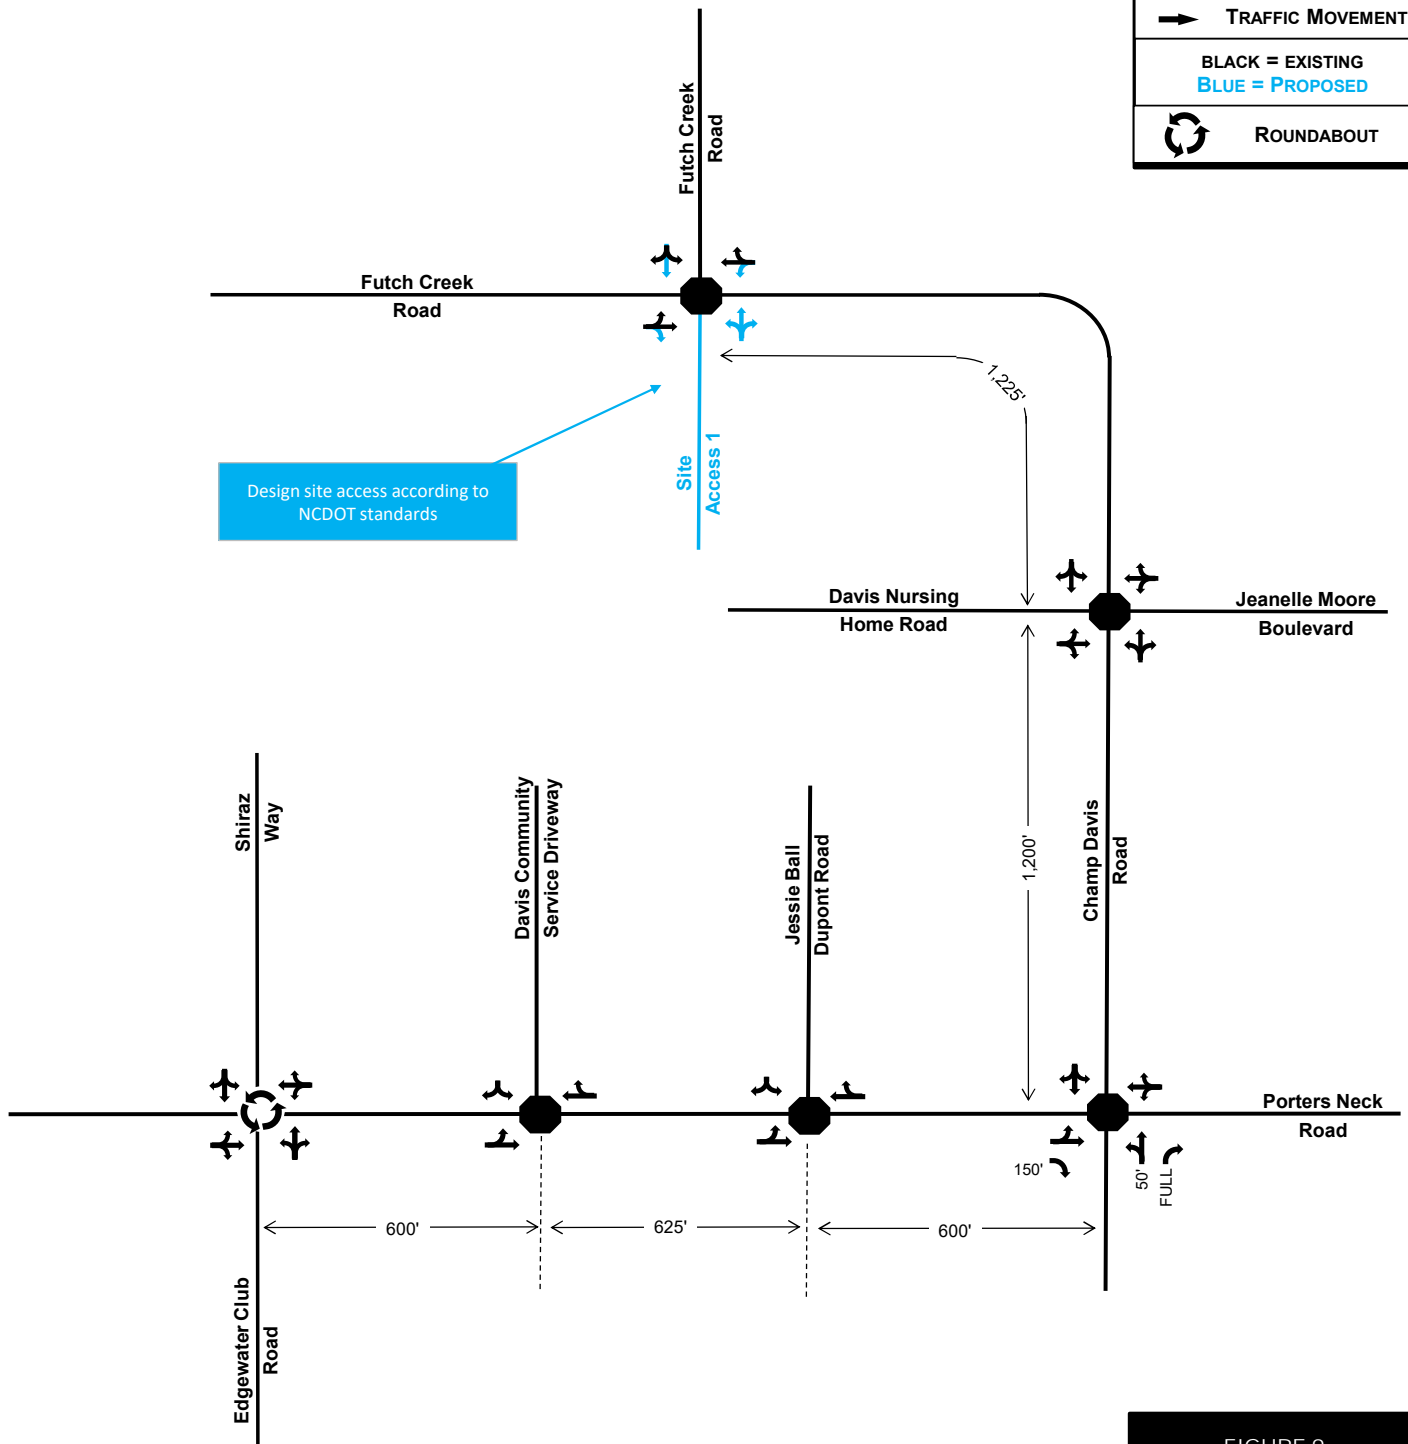 TRAFFIC MOVEMENT
BLACK = EXISTING
BLUE = PROPOSED
ROUNDABOUT
Futch Creek
Road
Futch Creek
Road
1,225'
Site
Access 1
Design site access according to
NCDOT standards
Davis Nursing
Home Road
Jeanelle Moore
Boulevard
Shiraz
Way
Davis Community
Service Driveway
Jessie Ball
Dupont Road
1,200'
Champ Davis
Road
Porters Neck
Road
150'
50'
FULL
600'
625'
600'
Edgewater Club
Road